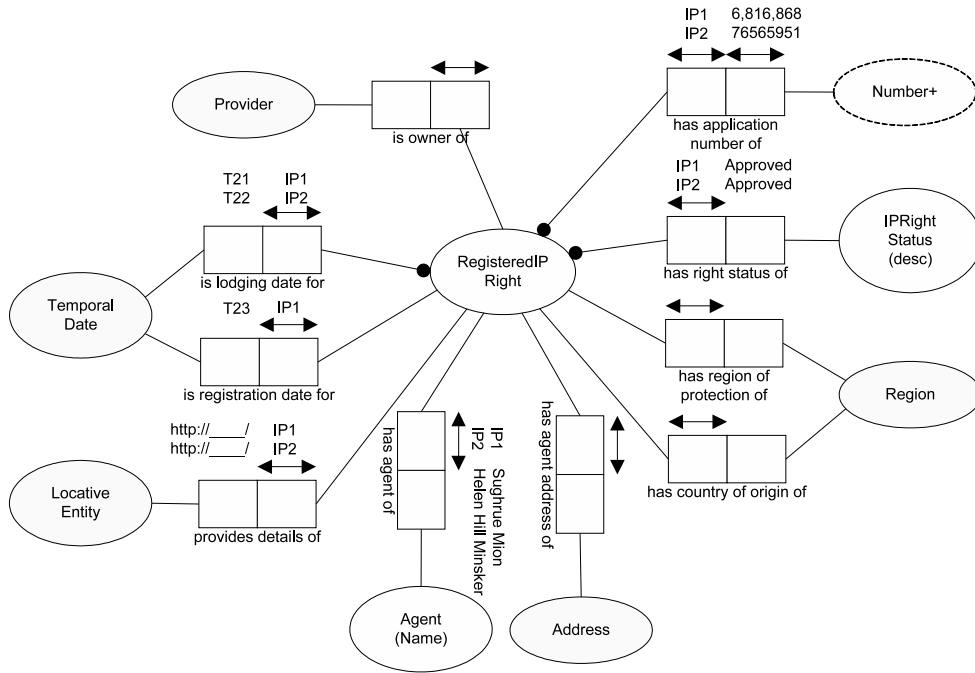 IP1 6,816,868
IP2 76565951
Provider
Number+
is owner of
has application
number of
IP1 Approved
IP2 Approved
T21 IP1
T22 IP2
IPRight
Status
(desc)
RegisteredIP
Right
has right status of
is lodging date for
Temporal
Date
T23 IP1
is registration date for
has region of
protection of
Region
http://____/ IP1
http://____/ IP2
has agent of
IP1 Sughrue Mion
IP2 Helen Hill Minsker
has agent address of
has country of origin of
Locative
Entity
provides details of
Agent
(Name)
Address